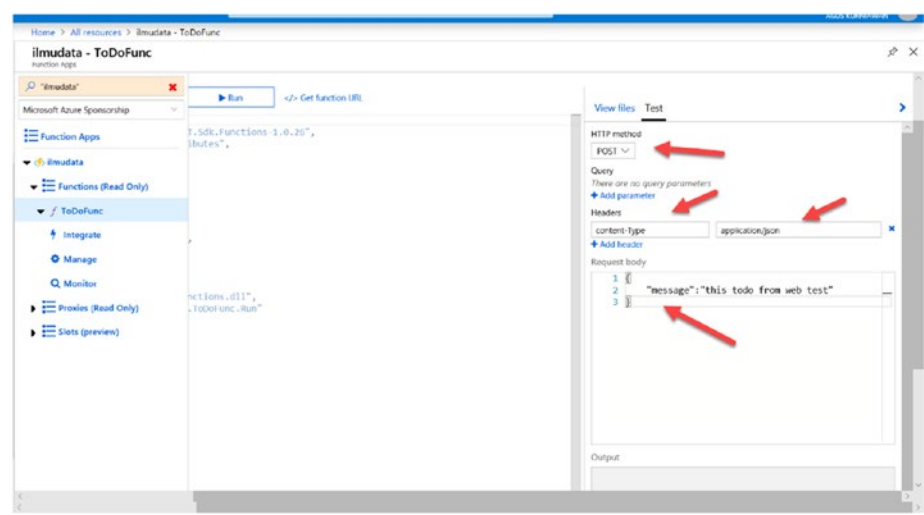 Home > All resources > ilmudata - ToDoFunc
ilmudata - ToDoFunc
Function Apps
"ilmudata"
Microsoft Azure Sponsorship
Function Apps
ilmudata
Functions (Read Only)
ToDoFunc
Integrate
Manage
Monitor
Proxies (Read Only)
Slots (preview)
Run
</> Get function URL
T.Sdk.Functions-1.0.26",
ibutes",
,
nctions.dll",
.ToDoFunc.Run"
View files Test
HTTP method
POST
Query
There are no query parameters
+ Add parameter
Headers
content-Type application/json
+ Add header
Request body
1 {
2 "message":"this todo from web test"
3 }
Output